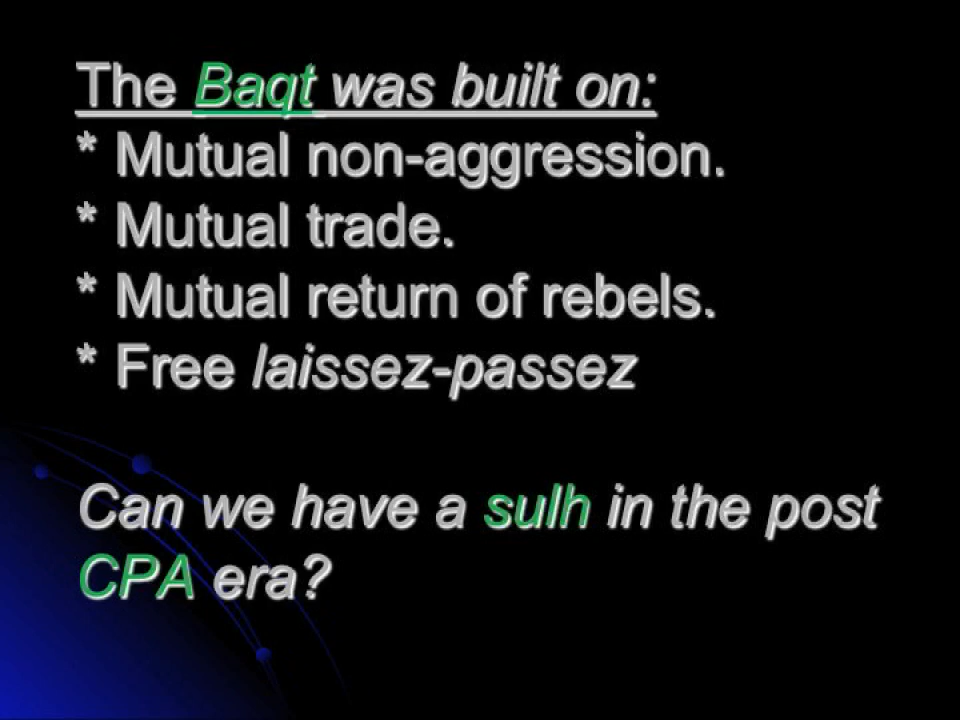 The Baqt was built on:
* Mutual non-aggression.
* Mutual trade.
* Mutual return of rebels.
* Free laissez-passez
Can we have a sulh in the post
CPA era?